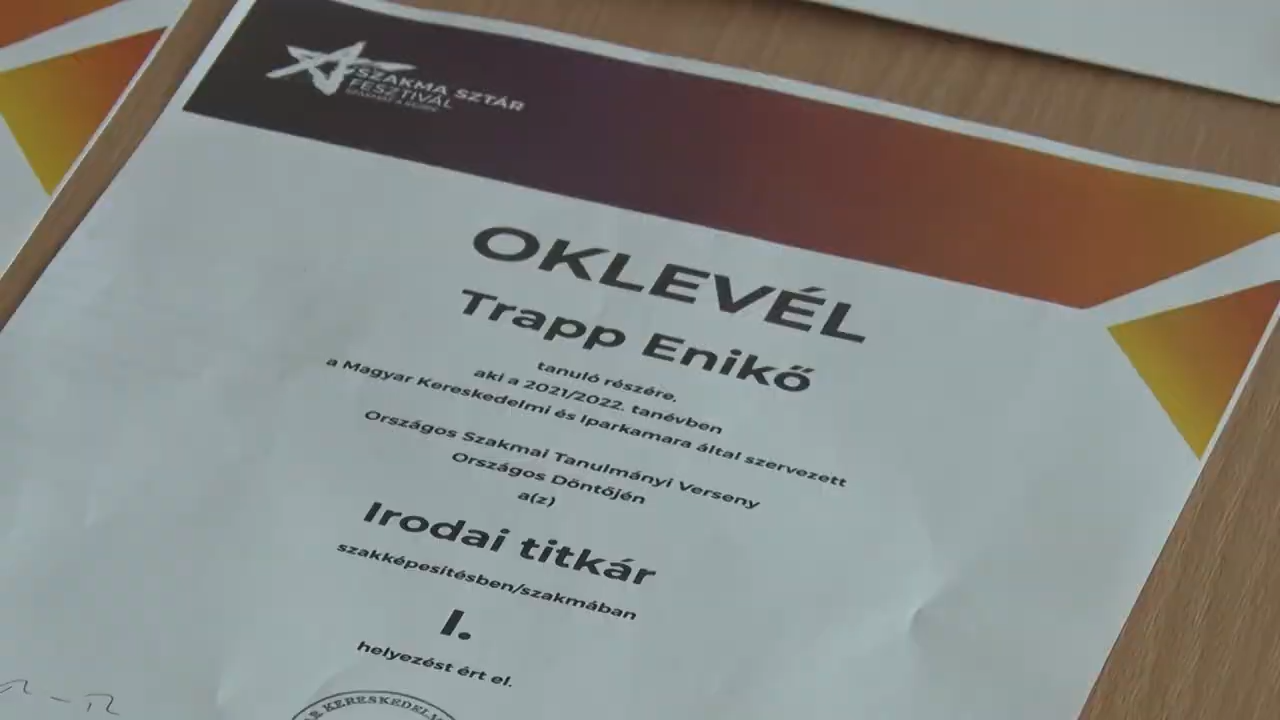 SZAKMA SZTÁR
FESZTIVÁL
OKLEVÉL
Trapp Enikő
tanuló részére,
aki a 2021/2022. tanévben
a Magyar Kereskedelmi és Iparkamara által szervezett
Országos Szakmai Tanulmányi Verseny
Országos Döntőjén
a(z)
Irodai titkár
szakképesítésben/szakmában
I.
helyezést ért el.
KERESKEDELMI